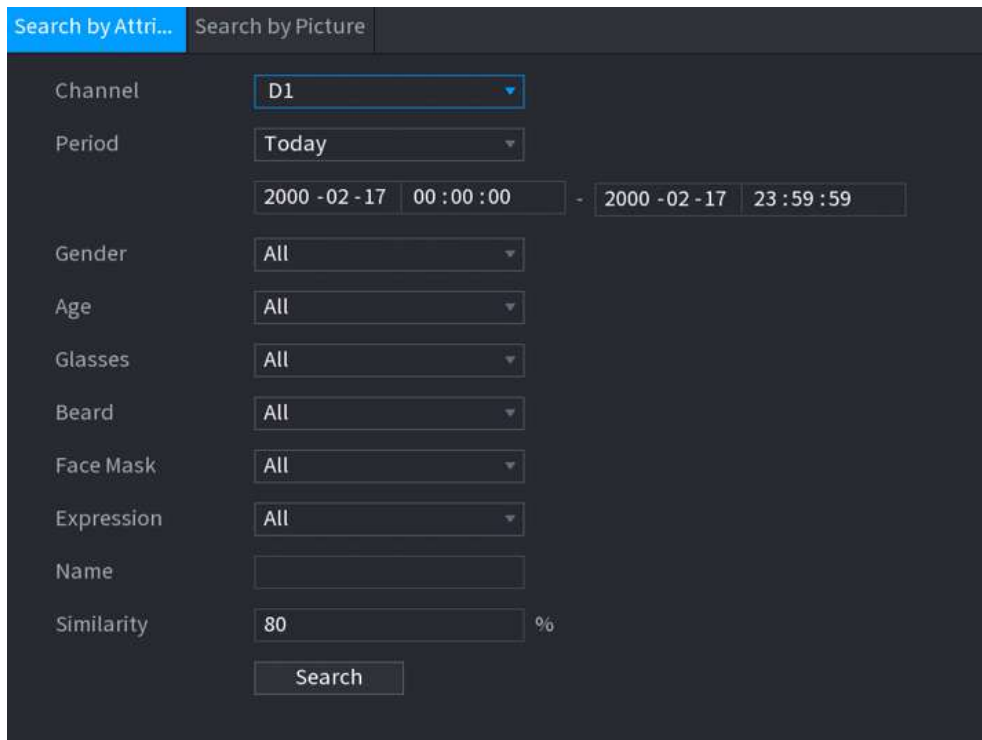 Search by Attri... Search by Picture
Channel D1
Period Today
2000 -02 -17 00 : 00 : 00 - 2000 -02 -17 23 : 59 : 59
Gender All
Age All
Glasses All
Beard All
Face Mask All
Expression All
Name
Similarity 80 %
Search